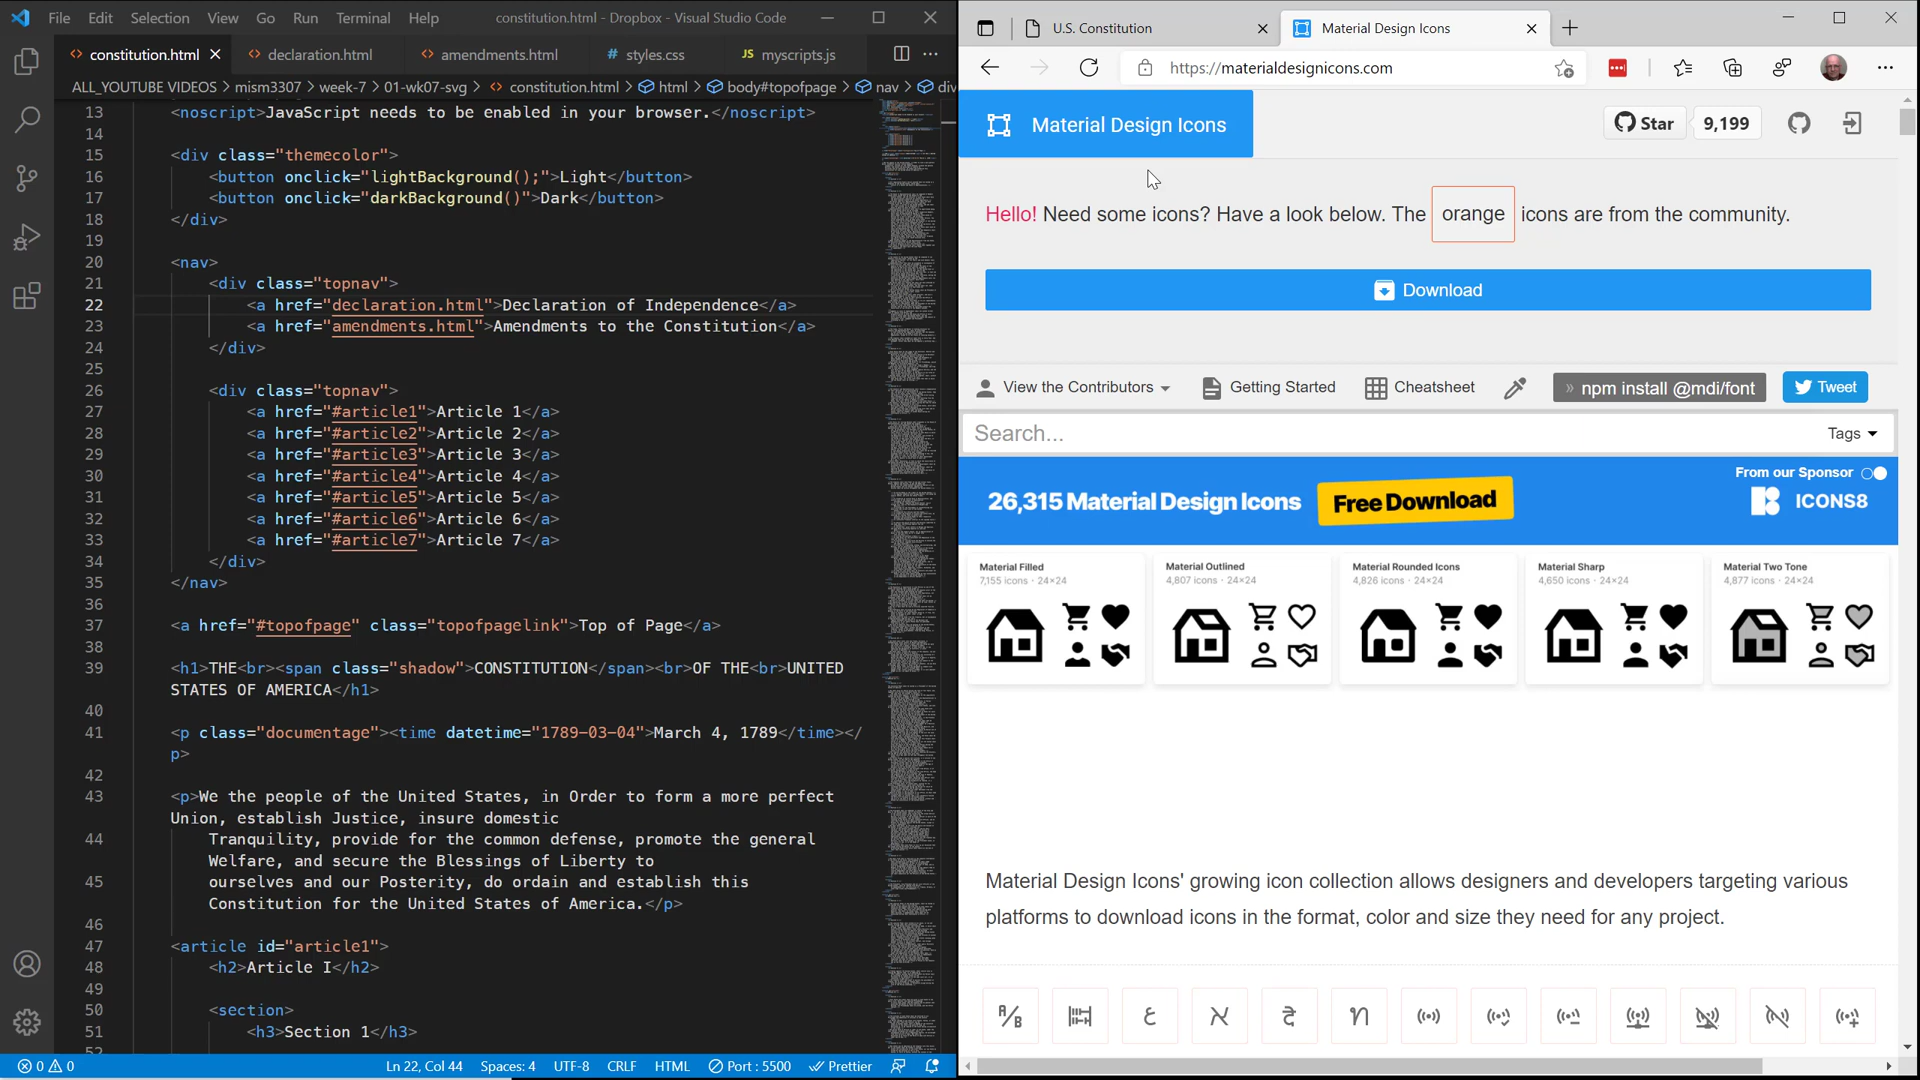 File Edit Selection View Go Run Terminal Help constitution.html - Dropbox - Visual Studio Code
constitution.html declaration.html amendments.html # styles.css JS myscripts.js
ALL_YOUTUBE VIDEOS > mism3307 > week-7 > 01-wk07-svg > constitution.html > html > body#topofpage > nav > div
13 <noscript>JavaScript needs to be enabled in your browser.</noscript>
14
15 <div class="themecolor">
16 <button onclick="lightBackground();">Light</button>
17 <button onclick="darkBackground()">Dark</button>
18 </div>
19
20 <nav>
21 <div class="topnav">
22 <a href="declaration.html">Declaration of Independence</a>
23 <a href="amendments.html">Amendments to the Constitution</a>
24 </div>
25
26 <div class="topnav">
27 <a href="#article1">Article 1</a>
28 <a href="#article2">Article 2</a>
29 <a href="#article3">Article 3</a>
30 <a href="#article4">Article 4</a>
31 <a href="#article5">Article 5</a>
32 <a href="#article6">Article 6</a>
33 <a href="#article7">Article 7</a>
34 </div>
35 </nav>
36
37 <a href="#topofpage" class="topofpagelink">Top of Page</a>
38
39 <h1>THE<br><span class="shadow">CONSTITUTION</span><br>OF THE<br>UNITED
STATES OF AMERICA</h1>
40
41 <p class="documentage"><time datetime="1789-03-04">March 4, 1789</time></
p>
42
43 <p>We the people of the United States, in Order to form a more perfect
Union, establish Justice, insure domestic
44 Tranquility, provide for the common defense, promote the general
Welfare, and secure the Blessings of Liberty to
45 ourselves and our Posterity, do ordain and establish this
Constitution for the United States of America.</p>
46
47 <article id="article1">
48 <h2>Article I</h2>
49
50 <section>
51 <h3>Section 1</h3>
52
0 0 Ln 22, Col 44 Spaces: 4 UTF-8 CRLF HTML Port : 5500 Prettier
U.S. Constitution Material Design Icons
https://materialdesignicons.com
Material Design Icons Star 9,199
Hello! Need some icons? Have a look below. The orange icons are from the community.
Download
View the Contributors Getting Started Cheatsheet » npm install @mdi/font Tweet
Search... Tags
From our Sponsor
26,315 Material Design Icons Free Download ICONS8
Material Filled Material Outlined Material Rounded Icons Material Sharp Material Two Tone
7,155 icons · 24×24 4,807 icons · 24×24 4,826 icons · 24×24 4,650 icons · 24×24 4,877 icons · 24×24
Material Design Icons' growing icon collection allows designers and developers targeting various
platforms to download icons in the format, color and size they need for any project.